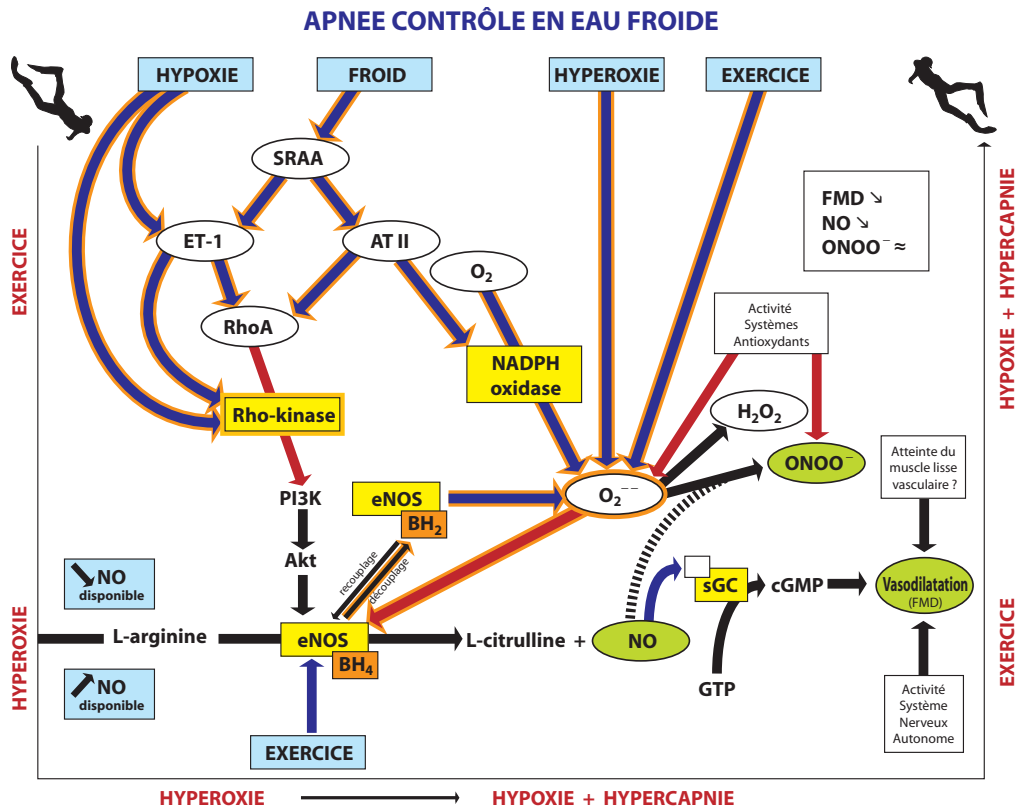 APNEE CONTRÔLE EN EAU FROIDE
HYPOXIE
FROID
HYPEROXIE
EXERCICE
SRAA
FMD ↘
NO ↘
ONOO⁻ ≈
ET-1
AT II
O₂
EXERCICE
HYPOXIE + HYPERCAPNIE
RhoA
Activité
Systèmes
Antioxydants
NADPH
oxidase
Rho-kinase
H₂O₂
ONOO⁻
Atteinte du
muscle lisse
vasculaire ?
PI3K
eNOS
BH₂
O₂⁻⁻
Akt
recouplage
découplage
NO
disponible
sGC
cGMP
Vasodilatation
(FMD)
L-arginine
eNOS
BH₄
L-citrulline +
NO
HYPEROXIE
EXERCICE
NO
disponible
GTP
Activité
Système
Nerveux
Autonome
EXERCICE
HYPEROXIE → HYPOXIE + HYPERCAPNIE